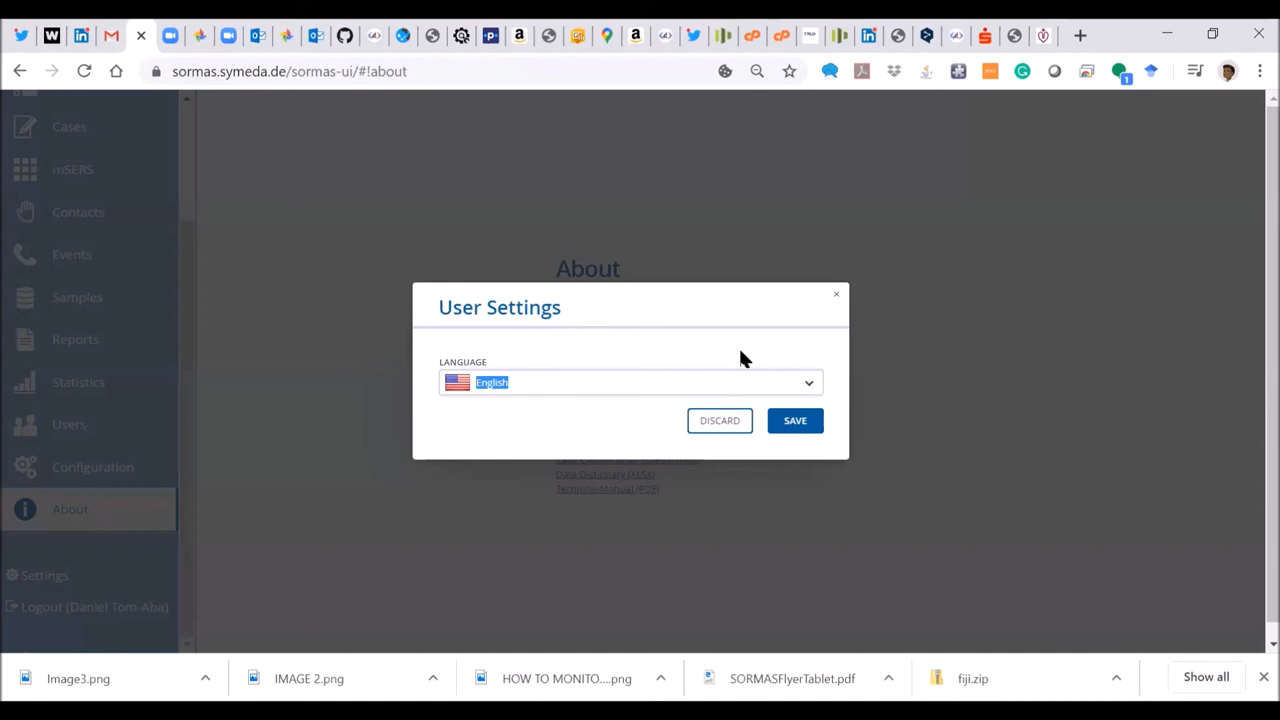 sormas.symeda.de/sormas-ui/#!about
1
Cases
mSERS
Contacts
Events
Samples
Reports
Statistics
Users
Configuration
About
Settings
Logout (Daniel Tom-Aba)
About
User Settings
LANGUAGE
English
DISCARD
SAVE
Data Dictionary (XLSX)
Technical Manual (PDF)
Image3.png
IMAGE 2.png
HOW TO MONITO....png
SORMASFlyerTablet.pdf
fiji.zip
Show all